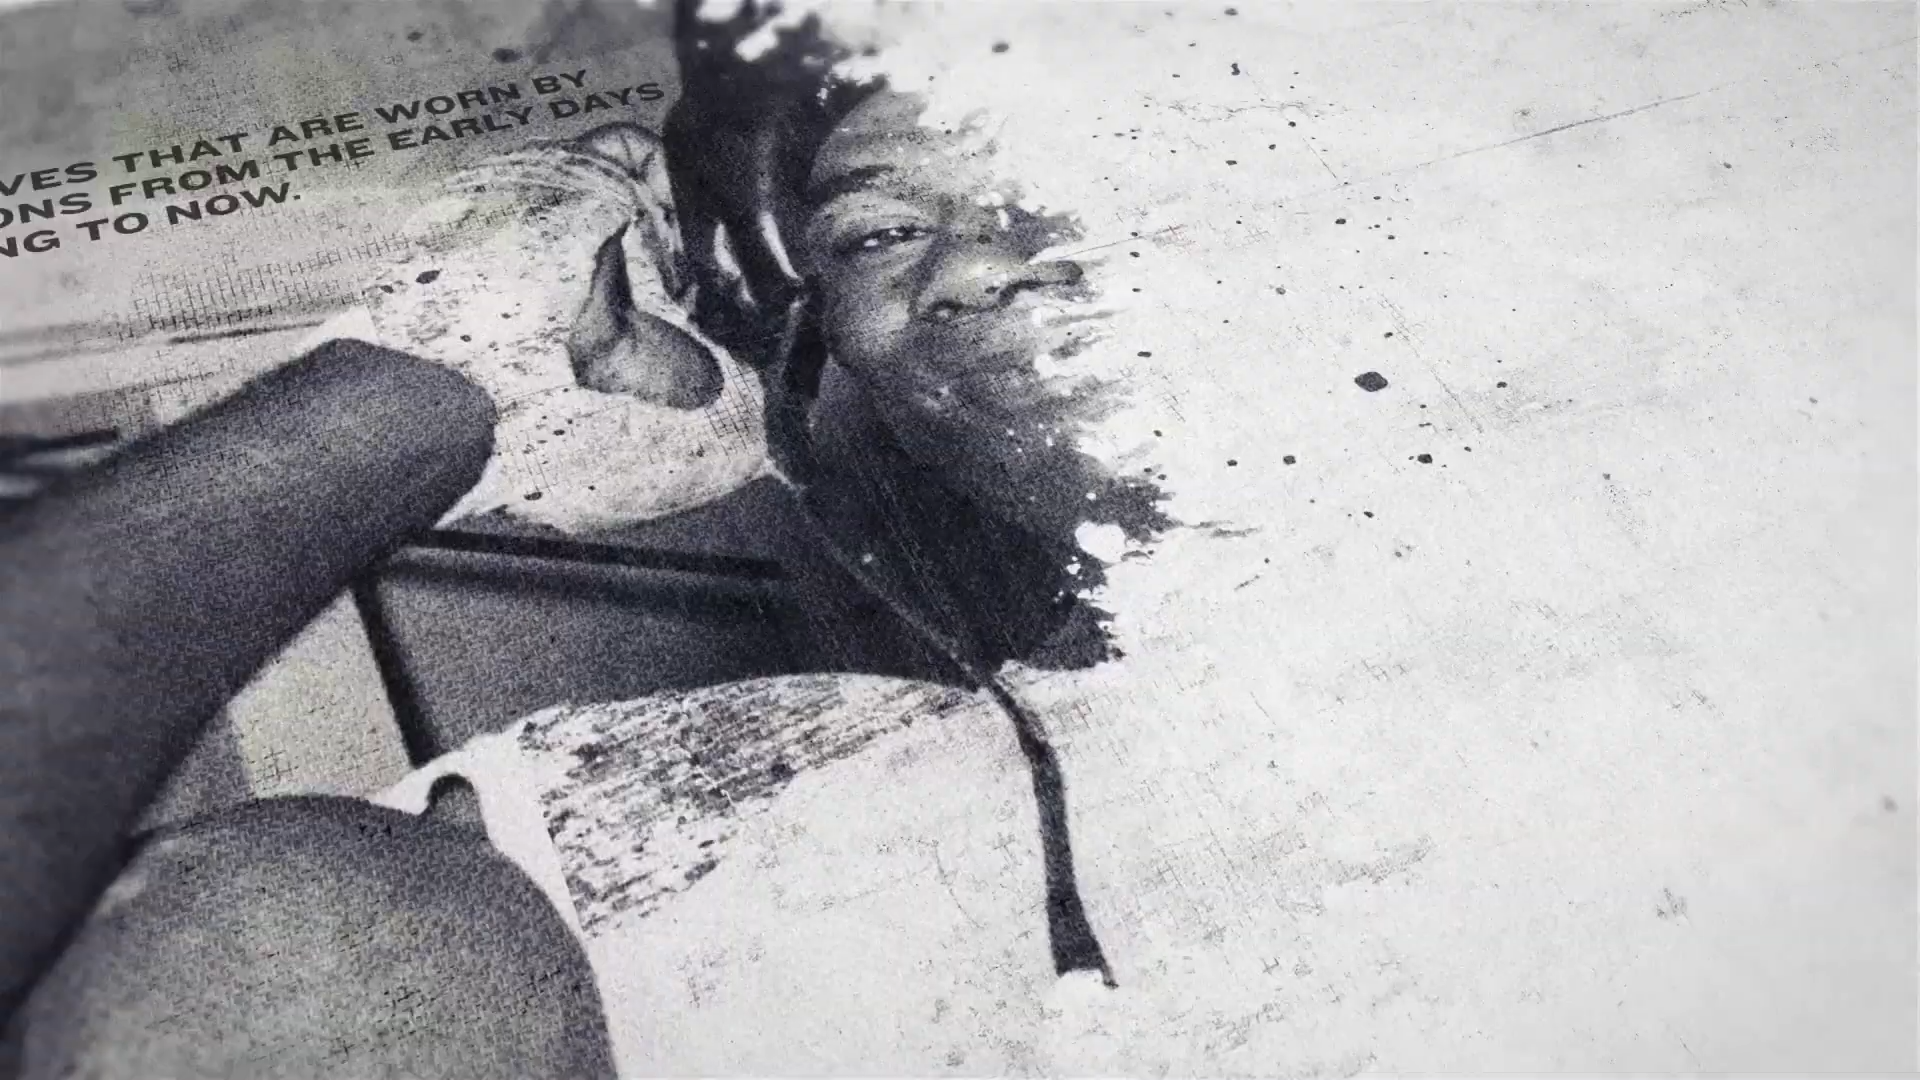 VES THAT ARE WORN BY
ONS FROM THE EARLY DAYS
NG TO NOW.